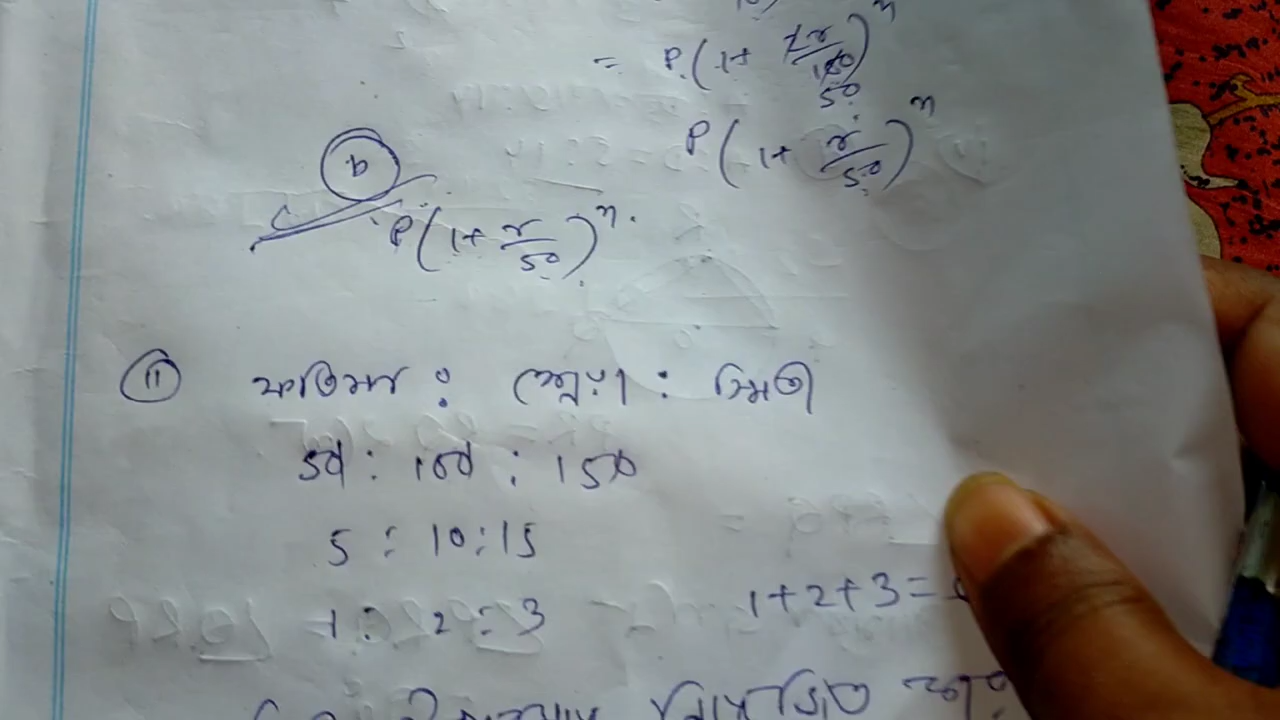 = P(1+ 2r/100 50)^n
P(1+ r/50)^n
a
P(1+ r/50)^n.
ii ফাতিমা : শ্রেয়া : স্মিতা
50 : 100 : 150
5 : 10 : 15
1 : 2 : 3
1+2+3=